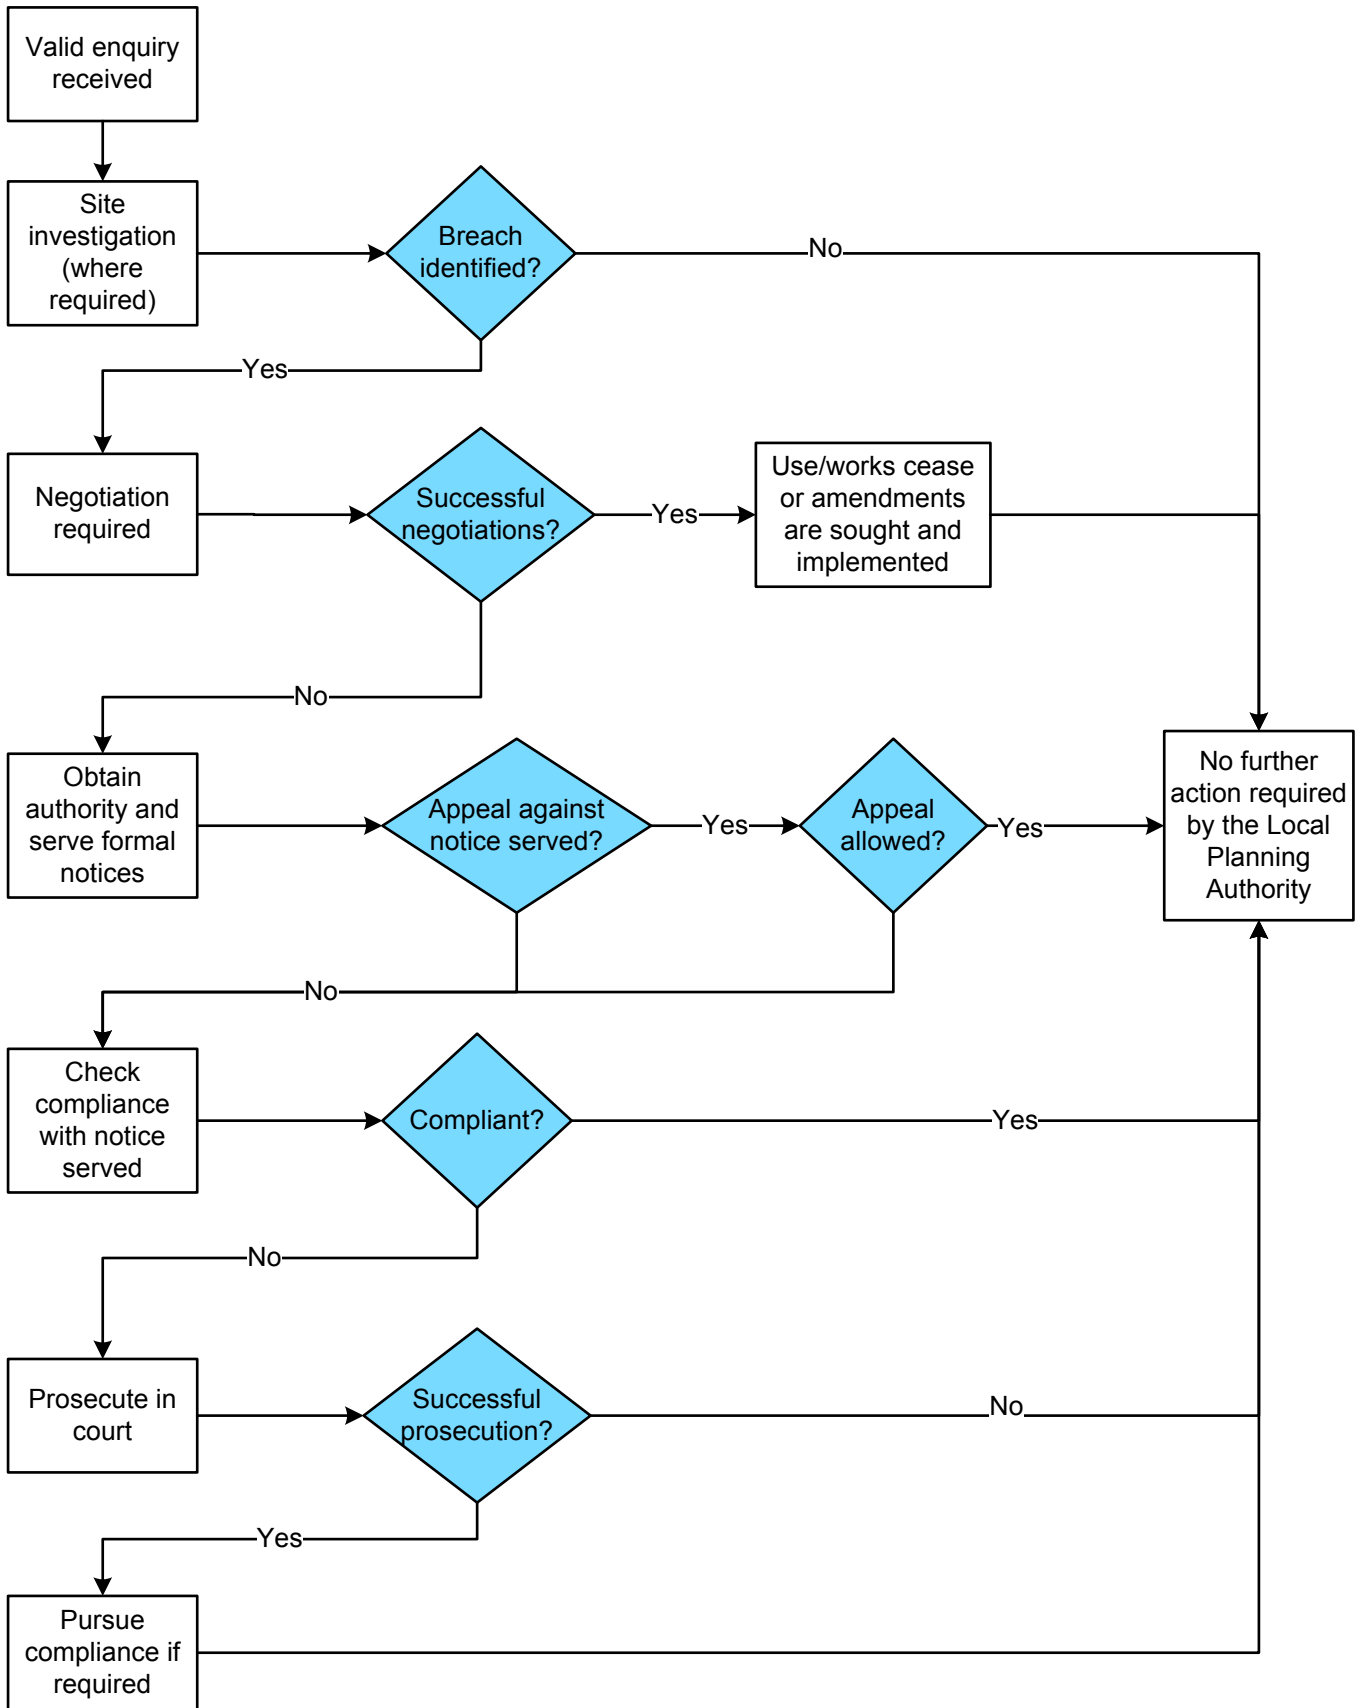 Valid enquiry
received
Site
investigation
(where
required)
Breach
identified?
No
Yes
Negotiation
required
Successful
negotiations?
Yes
Use/works cease
or amendments
are sought and
implemented
No
Obtain
authority and
serve formal
notices
Appeal against
notice served?
Yes
Appeal
allowed?
Yes
No further
action required
by the Local
Planning
Authority
No
Check
compliance
with notice
served
Compliant?
Yes
No
Prosecute in
court
Successful
prosecution?
No
Yes
Pursue
compliance if
required